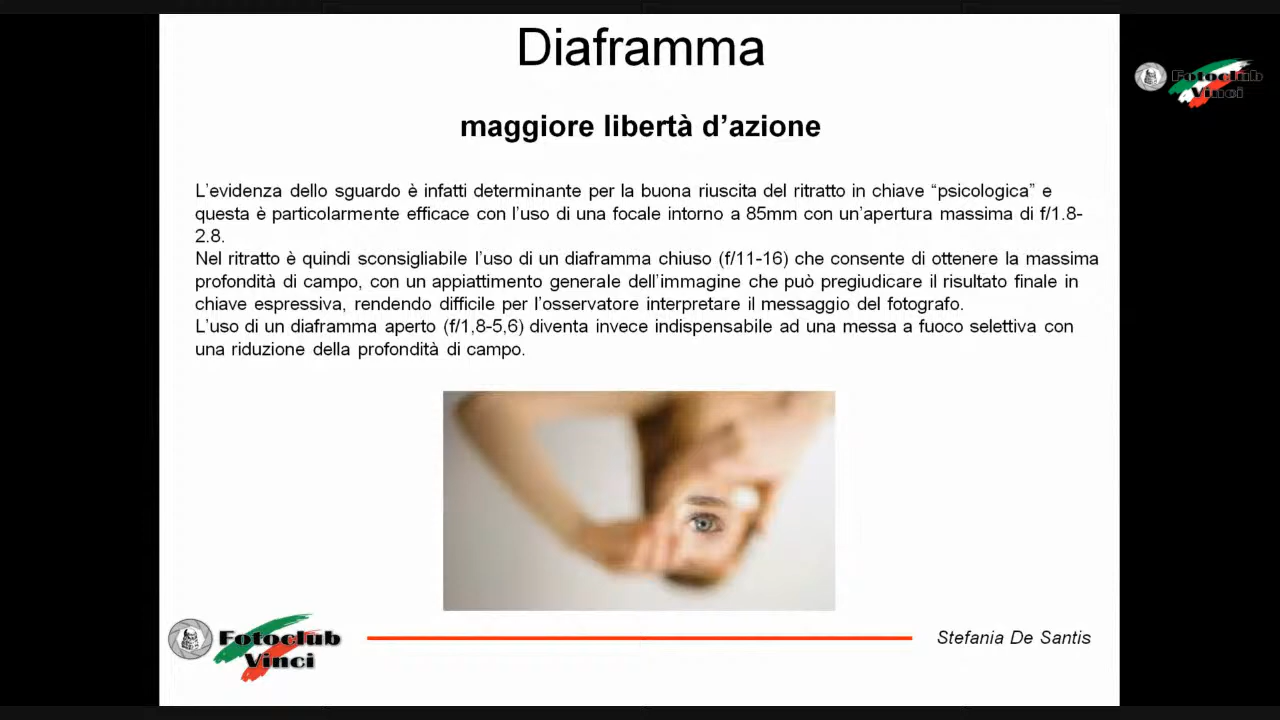 Diaframma
Fotoclub
Vinci
maggiore libertà d’azione
L’evidenza dello sguardo è infatti determinante per la buona riuscita del ritratto in chiave “psicologica” e
questa è particolarmente efficace con l’uso di una focale intorno a 85mm con un’apertura massima di f/1.8-
2.8.
Nel ritratto è quindi sconsigliabile l’uso di un diaframma chiuso (f/11-16) che consente di ottenere la massima
profondità di campo, con un appiattimento generale dell’immagine che può pregiudicare il risultato finale in
chiave espressiva, rendendo difficile per l’osservatore interpretare il messaggio del fotografo.
L’uso di un diaframma aperto (f/1,8-5,6) diventa invece indispensabile ad una messa a fuoco selettiva con
una riduzione della profondità di campo.
Fotoclub
Vinci
Stefania De Santis